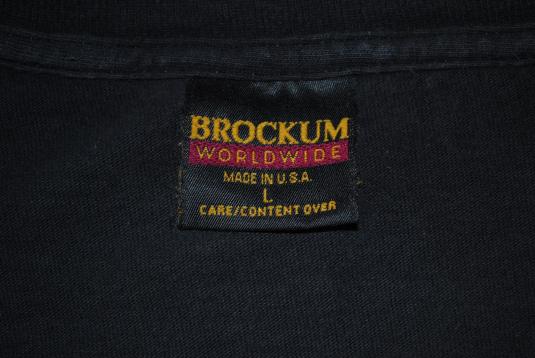 BROCKUM
WORLDWIDE
MADE IN U.S.A.
L
CARE/CONTENT OVER